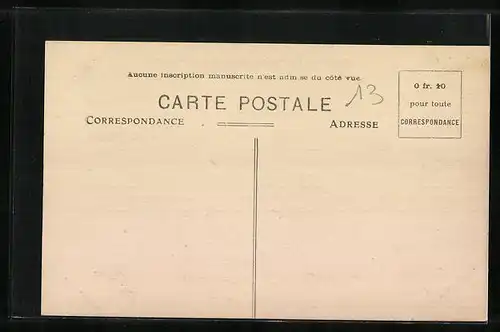 Aucune inscription manuscrite n'est admise du côté vue.
CARTE POSTALE
13
CORRESPONDANCE
ADRESSE
0 fr. 10
pour toute
CORRESPONDANCE